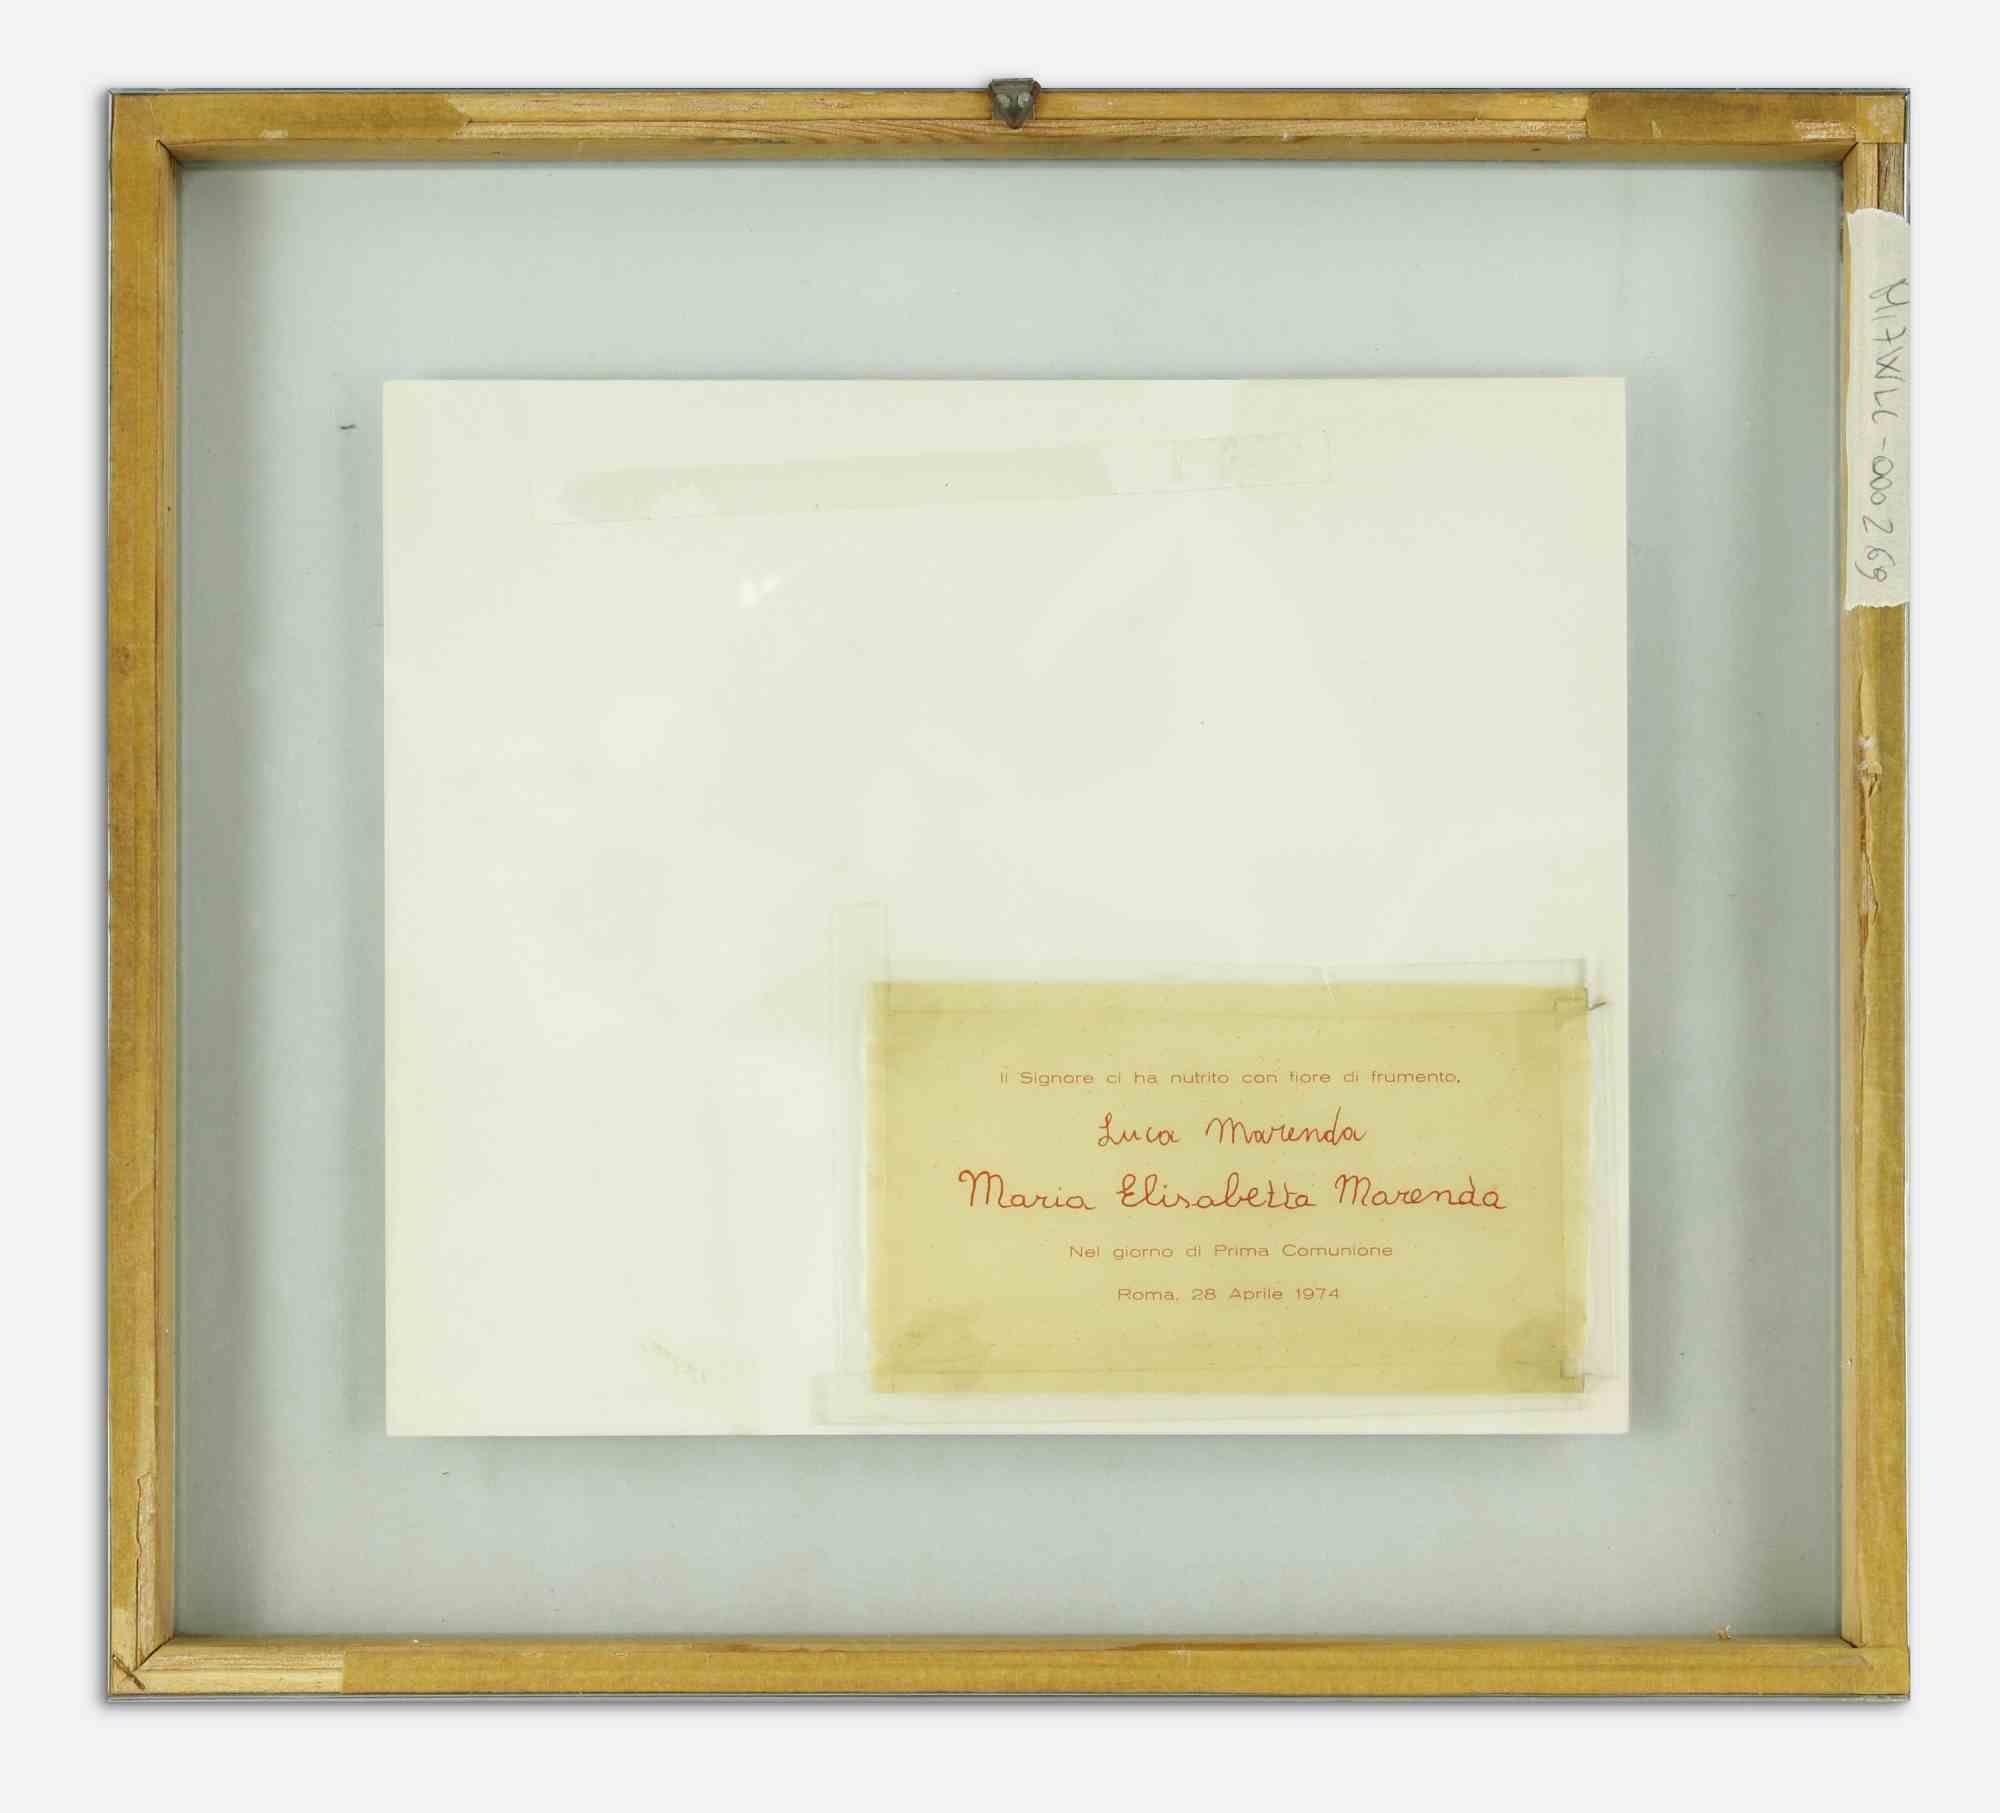 Il Signore ci ha nutrito con fiore di frumento,
Luca Marenda
Maria Elisabetta Marenda
Nel giorno di Prima Comunione
Roma, 28 Aprile 1974